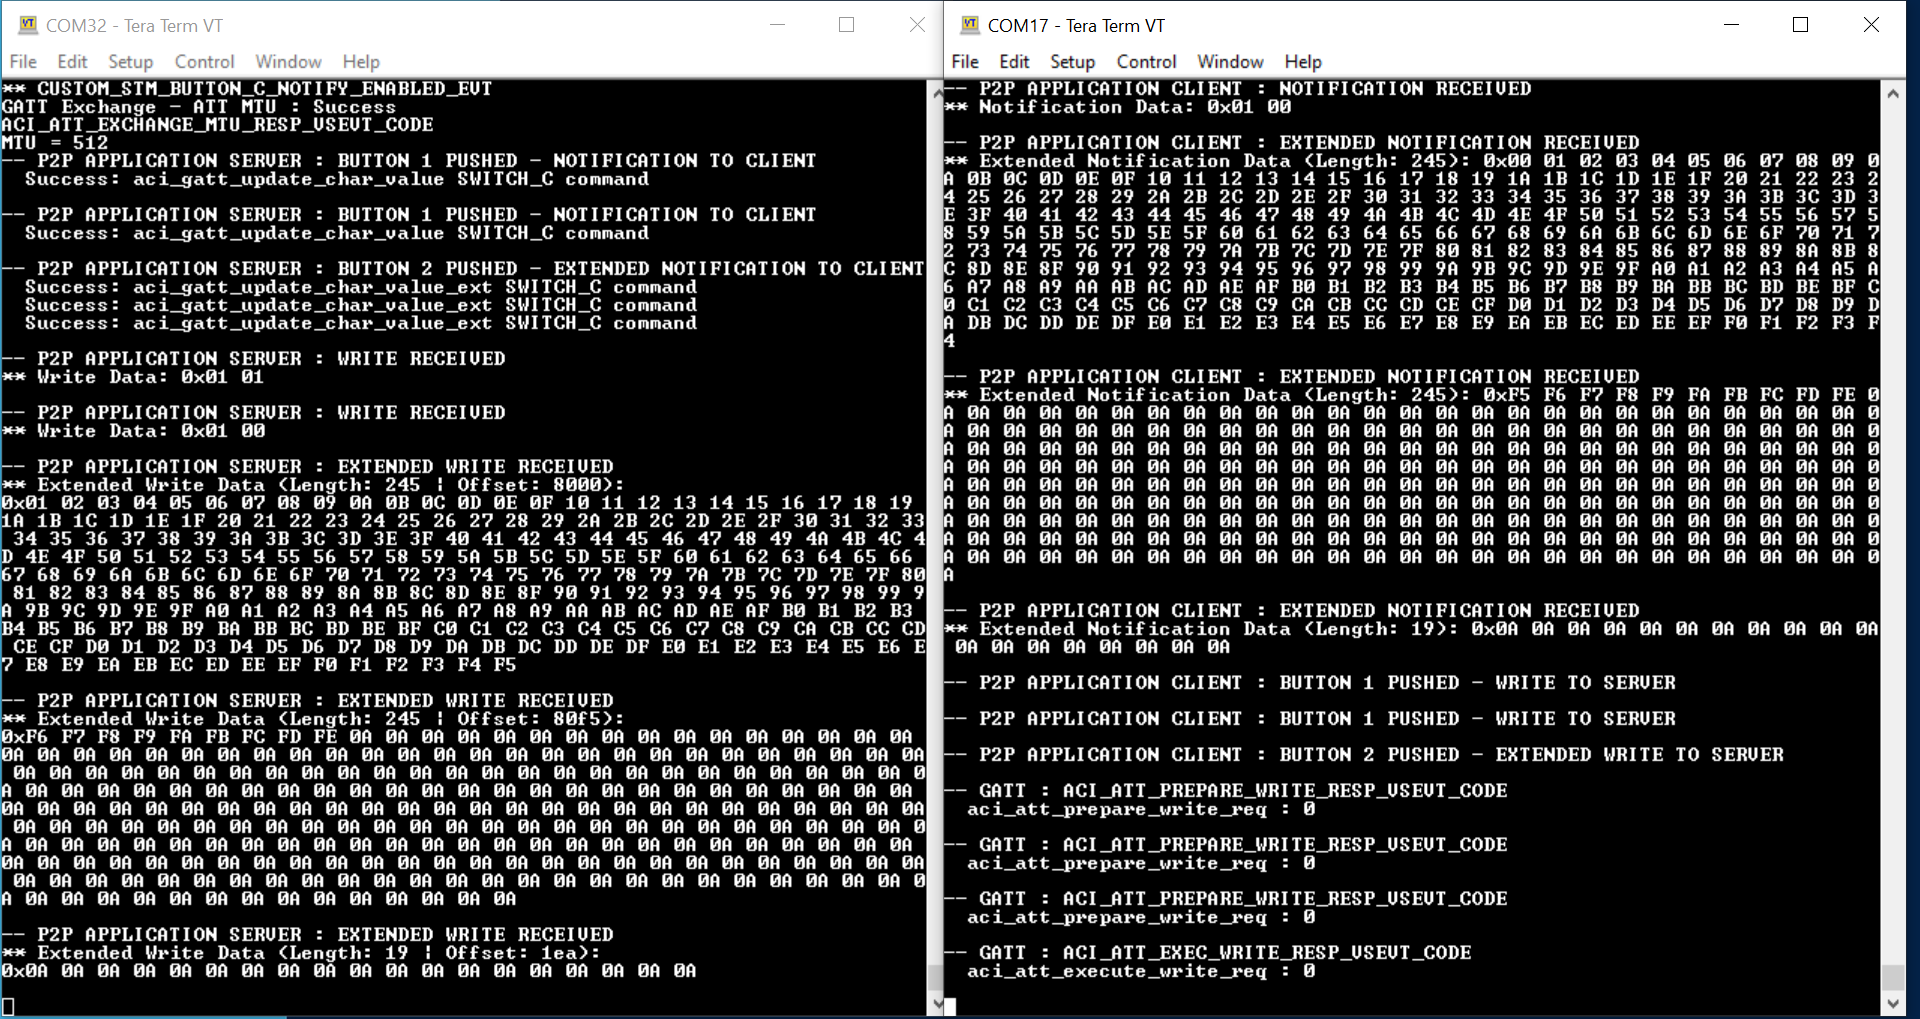 COM32 - Tera Term VT
File Edit Setup Control Window Help
** CUSTOM_STM_BUTTON_C_NOTIFY_ENABLED_EVT
GATT Exchange - ATT MTU : Success
ACI_ATT_EXCHANGE_MTU_RESP_VSEVT_CODE
MTU = 512
-- P2P APPLICATION SERVER : BUTTON 1 PUSHED - NOTIFICATION TO CLIENT
  Success: aci_gatt_update_char_value SWITCH_C command
-- P2P APPLICATION SERVER : BUTTON 1 PUSHED - NOTIFICATION TO CLIENT
  Success: aci_gatt_update_char_value SWITCH_C command
-- P2P APPLICATION SERVER : BUTTON 2 PUSHED - EXTENDED NOTIFICATION TO CLIENT
  Success: aci_gatt_update_char_value_ext SWITCH_C command
  Success: aci_gatt_update_char_value_ext SWITCH_C command
  Success: aci_gatt_update_char_value_ext SWITCH_C command
-- P2P APPLICATION SERVER : WRITE RECEIVED
** Write Data: 0x01 01
-- P2P APPLICATION SERVER : WRITE RECEIVED
** Write Data: 0x01 00
-- P2P APPLICATION SERVER : EXTENDED WRITE RECEIVED
** Extended Write Data (Length: 245 | Offset: 8000):
0x01 02 03 04 05 06 07 08 09 0A 0B 0C 0D 0E 0F 10 11 12 13 14 15 16 17 18 19
1A 1B 1C 1D 1E 1F 20 21 22 23 24 25 26 27 28 29 2A 2B 2C 2D 2E 2F 30 31 32 33
 34 35 36 37 38 39 3A 3B 3C 3D 3E 3F 40 41 42 43 44 45 46 47 48 49 4A 4B 4C 4
D 4E 4F 50 51 52 53 54 55 56 57 58 59 5A 5B 5C 5D 5E 5F 60 61 62 63 64 65 66
67 68 69 6A 6B 6C 6D 6E 6F 70 71 72 73 74 75 76 77 78 79 7A 7B 7C 7D 7E 7F 80
 81 82 83 84 85 86 87 88 89 8A 8B 8C 8D 8E 8F 90 91 92 93 94 95 96 97 98 99 9
A 9B 9C 9D 9E 9F A0 A1 A2 A3 A4 A5 A6 A7 A8 A9 AA AB AC AD AE AF B0 B1 B2 B3
B4 B5 B6 B7 B8 B9 BA BB BC BD BE BF C0 C1 C2 C3 C4 C5 C6 C7 C8 C9 CA CB CC CD
 CE CF D0 D1 D2 D3 D4 D5 D6 D7 D8 D9 DA DB DC DD DE DF E0 E1 E2 E3 E4 E5 E6 E
7 E8 E9 EA EB EC ED EE EF F0 F1 F2 F3 F4 F5
-- P2P APPLICATION SERVER : EXTENDED WRITE RECEIVED
** Extended Write Data (Length: 245 | Offset: 80f5):
0xF6 F7 F8 F9 FA FB FC FD FE 0A 0A 0A 0A 0A 0A 0A 0A 0A 0A 0A 0A 0A 0A 0A 0A
0A 0A 0A 0A 0A 0A 0A 0A 0A 0A 0A 0A 0A 0A 0A 0A 0A 0A 0A 0A 0A 0A 0A 0A 0A 0A
 0A 0A 0A 0A 0A 0A 0A 0A 0A 0A 0A 0A 0A 0A 0A 0A 0A 0A 0A 0A 0A 0A 0A 0A 0A 0
A 0A 0A 0A 0A 0A 0A 0A 0A 0A 0A 0A 0A 0A 0A 0A 0A 0A 0A 0A 0A 0A 0A 0A 0A 0A
0A 0A 0A 0A 0A 0A 0A 0A 0A 0A 0A 0A 0A 0A 0A 0A 0A 0A 0A 0A 0A 0A 0A 0A 0A 0A
 0A 0A 0A 0A 0A 0A 0A 0A 0A 0A 0A 0A 0A 0A 0A 0A 0A 0A 0A 0A 0A 0A 0A 0A 0A 0
A 0A 0A 0A 0A 0A 0A 0A 0A 0A 0A 0A 0A 0A 0A 0A 0A 0A 0A 0A 0A 0A 0A 0A 0A 0A
0A 0A 0A 0A 0A 0A 0A 0A 0A 0A 0A 0A 0A 0A 0A 0A 0A 0A 0A 0A 0A 0A 0A 0A 0A 0A
 0A 0A 0A 0A 0A 0A 0A 0A 0A 0A 0A 0A 0A 0A 0A 0A 0A 0A 0A 0A 0A 0A 0A 0A 0A 0
A 0A 0A 0A 0A 0A 0A 0A 0A 0A 0A 0A 0A 0A 0A
-- P2P APPLICATION SERVER : EXTENDED WRITE RECEIVED
** Extended Write Data (Length: 19 | Offset: 1ea):
0x0A 0A 0A 0A 0A 0A 0A 0A 0A 0A 0A 0A 0A 0A 0A 0A 0A 0A 0A
COM17 - Tera Term VT
File Edit Setup Control Window Help
-- P2P APPLICATION CLIENT : NOTIFICATION RECEIVED
** Notification Data: 0x01 00
-- P2P APPLICATION CLIENT : EXTENDED NOTIFICATION RECEIVED
** Extended Notification Data (Length: 245): 0x00 01 02 03 04 05 06 07 08 09 0
A 0B 0C 0D 0E 0F 10 11 12 13 14 15 16 17 18 19 1A 1B 1C 1D 1E 1F 20 21 22 23 2
4 25 26 27 28 29 2A 2B 2C 2D 2E 2F 30 31 32 33 34 35 36 37 38 39 3A 3B 3C 3D 3
E 3F 40 41 42 43 44 45 46 47 48 49 4A 4B 4C 4D 4E 4F 50 51 52 53 54 55 56 57 5
8 59 5A 5B 5C 5D 5E 5F 60 61 62 63 64 65 66 67 68 69 6A 6B 6C 6D 6E 6F 70 71 7
2 73 74 75 76 77 78 79 7A 7B 7C 7D 7E 7F 80 81 82 83 84 85 86 87 88 89 8A 8B 8
C 8D 8E 8F 90 91 92 93 94 95 96 97 98 99 9A 9B 9C 9D 9E 9F A0 A1 A2 A3 A4 A5 A
6 A7 A8 A9 AA AB AC AD AE AF B0 B1 B2 B3 B4 B5 B6 B7 B8 B9 BA BB BC BD BE BF C
0 C1 C2 C3 C4 C5 C6 C7 C8 C9 CA CB CC CD CE CF D0 D1 D2 D3 D4 D5 D6 D7 D8 D9 D
A DB DC DD DE DF E0 E1 E2 E3 E4 E5 E6 E7 E8 E9 EA EB EC ED EE EF F0 F1 F2 F3 F
4
-- P2P APPLICATION CLIENT : EXTENDED NOTIFICATION RECEIVED
** Extended Notification Data (Length: 245): 0xF5 F6 F7 F8 F9 FA FB FC FD FE 0
A 0A 0A 0A 0A 0A 0A 0A 0A 0A 0A 0A 0A 0A 0A 0A 0A 0A 0A 0A 0A 0A 0A 0A 0A 0A 0
A 0A 0A 0A 0A 0A 0A 0A 0A 0A 0A 0A 0A 0A 0A 0A 0A 0A 0A 0A 0A 0A 0A 0A 0A 0A 0
A 0A 0A 0A 0A 0A 0A 0A 0A 0A 0A 0A 0A 0A 0A 0A 0A 0A 0A 0A 0A 0A 0A 0A 0A 0A 0
A 0A 0A 0A 0A 0A 0A 0A 0A 0A 0A 0A 0A 0A 0A 0A 0A 0A 0A 0A 0A 0A 0A 0A 0A 0A 0
A 0A 0A 0A 0A 0A 0A 0A 0A 0A 0A 0A 0A 0A 0A 0A 0A 0A 0A 0A 0A 0A 0A 0A 0A 0A 0
A 0A 0A 0A 0A 0A 0A 0A 0A 0A 0A 0A 0A 0A 0A 0A 0A 0A 0A 0A 0A 0A 0A 0A 0A 0A 0
A 0A 0A 0A 0A 0A 0A 0A 0A 0A 0A 0A 0A 0A 0A 0A 0A 0A 0A 0A 0A 0A 0A 0A 0A 0A 0
A 0A 0A 0A 0A 0A 0A 0A 0A 0A 0A 0A 0A 0A 0A 0A 0A 0A 0A 0A 0A 0A 0A 0A 0A 0A 0
A 0A 0A 0A 0A 0A 0A 0A 0A 0A 0A 0A 0A 0A 0A 0A 0A 0A 0A 0A 0A 0A 0A 0A 0A 0A 0
A
-- P2P APPLICATION CLIENT : EXTENDED NOTIFICATION RECEIVED
** Extended Notification Data (Length: 19): 0x0A 0A 0A 0A 0A 0A 0A 0A 0A 0A 0A
 0A 0A 0A 0A 0A 0A 0A 0A
-- P2P APPLICATION CLIENT : BUTTON 1 PUSHED - WRITE TO SERVER
-- P2P APPLICATION CLIENT : BUTTON 1 PUSHED - WRITE TO SERVER
-- P2P APPLICATION CLIENT : BUTTON 2 PUSHED - EXTENDED WRITE TO SERVER
-- GATT : ACI_ATT_PREPARE_WRITE_RESP_VSEVT_CODE
  aci_att_prepare_write_req : 0
-- GATT : ACI_ATT_PREPARE_WRITE_RESP_VSEVT_CODE
  aci_att_prepare_write_req : 0
-- GATT : ACI_ATT_PREPARE_WRITE_RESP_VSEVT_CODE
  aci_att_prepare_write_req : 0
-- GATT : ACI_ATT_EXEC_WRITE_RESP_VSEVT_CODE
  aci_att_execute_write_req : 0